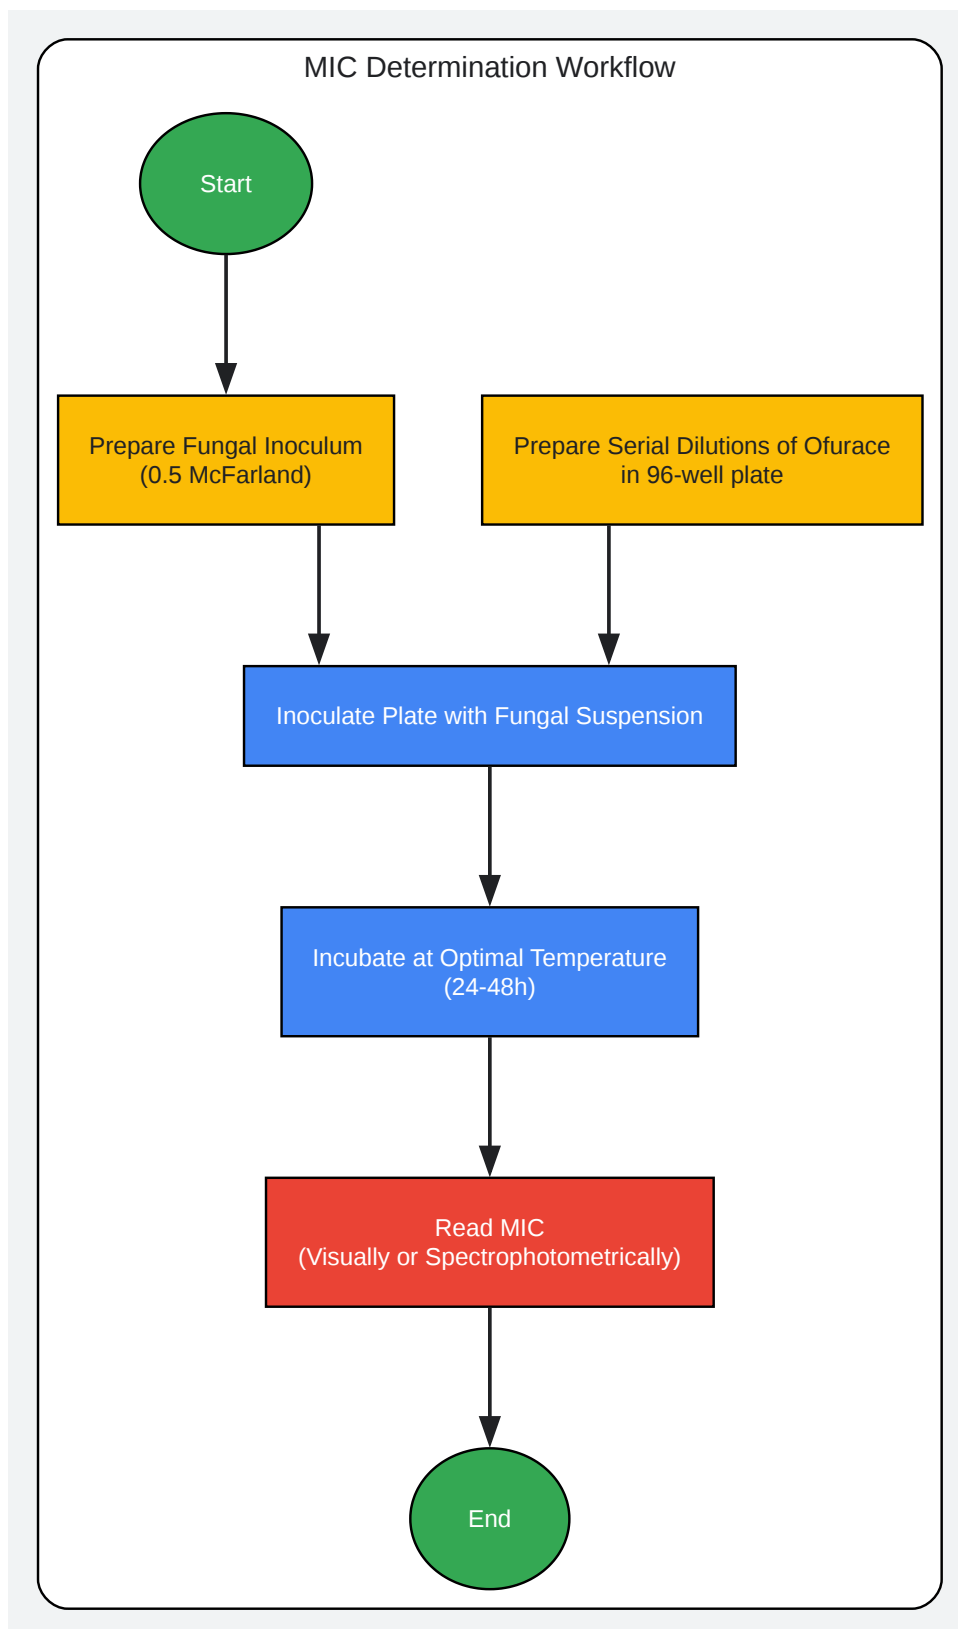 MIC Determination Workflow
Start
Prepare Fungal Inoculum
(0.5 McFarland)
Prepare Serial Dilutions of Ofurace
in 96-well plate
Inoculate Plate with Fungal Suspension
Incubate at Optimal Temperature
(24-48h)
Read MIC
(Visually or Spectrophotometrically)
End